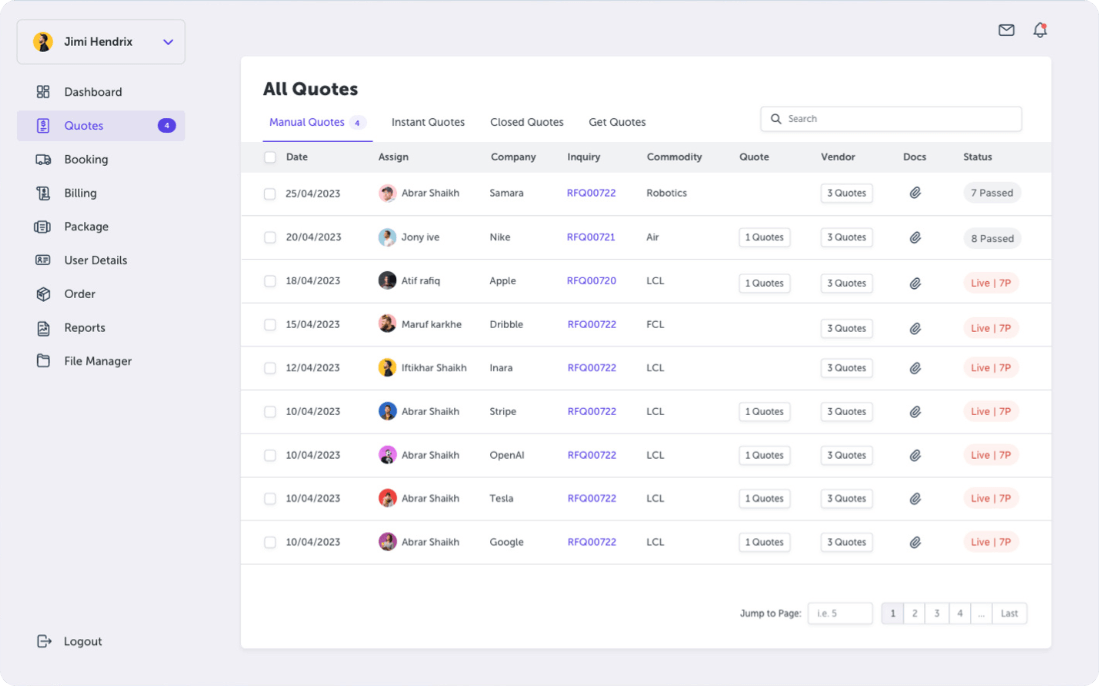 Jimi Hendrix
Dashboard
Quotes 4
Booking
Billing
Package
User Details
Order
Reports
File Manager
Logout
All Quotes
Manual Quotes 4 Instant Quotes Closed Quotes Get Quotes Search
Date Assign Company Inquiry Commodity Quote Vendor Docs Status
25/04/2023 Abrar Shaikh Samara RFQ00722 Robotics 3 Quotes 7 Passed
20/04/2023 Jony ive Nike RFQ00721 Air 1 Quotes 3 Quotes 8 Passed
18/04/2023 Atif rafiq Apple RFQ00720 LCL 1 Quotes 3 Quotes Live | 7P
15/04/2023 Maruf karkhe Dribble RFQ00722 FCL 3 Quotes Live | 7P
12/04/2023 Iftikhar Shaikh Inara RFQ00722 LCL 3 Quotes Live | 7P
10/04/2023 Abrar Shaikh Stripe RFQ00722 LCL 1 Quotes 3 Quotes Live | 7P
10/04/2023 Abrar Shaikh OpenAI RFQ00722 LCL 1 Quotes 3 Quotes Live | 7P
10/04/2023 Abrar Shaikh Tesla RFQ00722 LCL 1 Quotes 3 Quotes Live | 7P
10/04/2023 Abrar Shaikh Google RFQ00722 LCL 1 Quotes 3 Quotes Live | 7P
Jump to Page: i.e. 5 1 2 3 4 ... Last